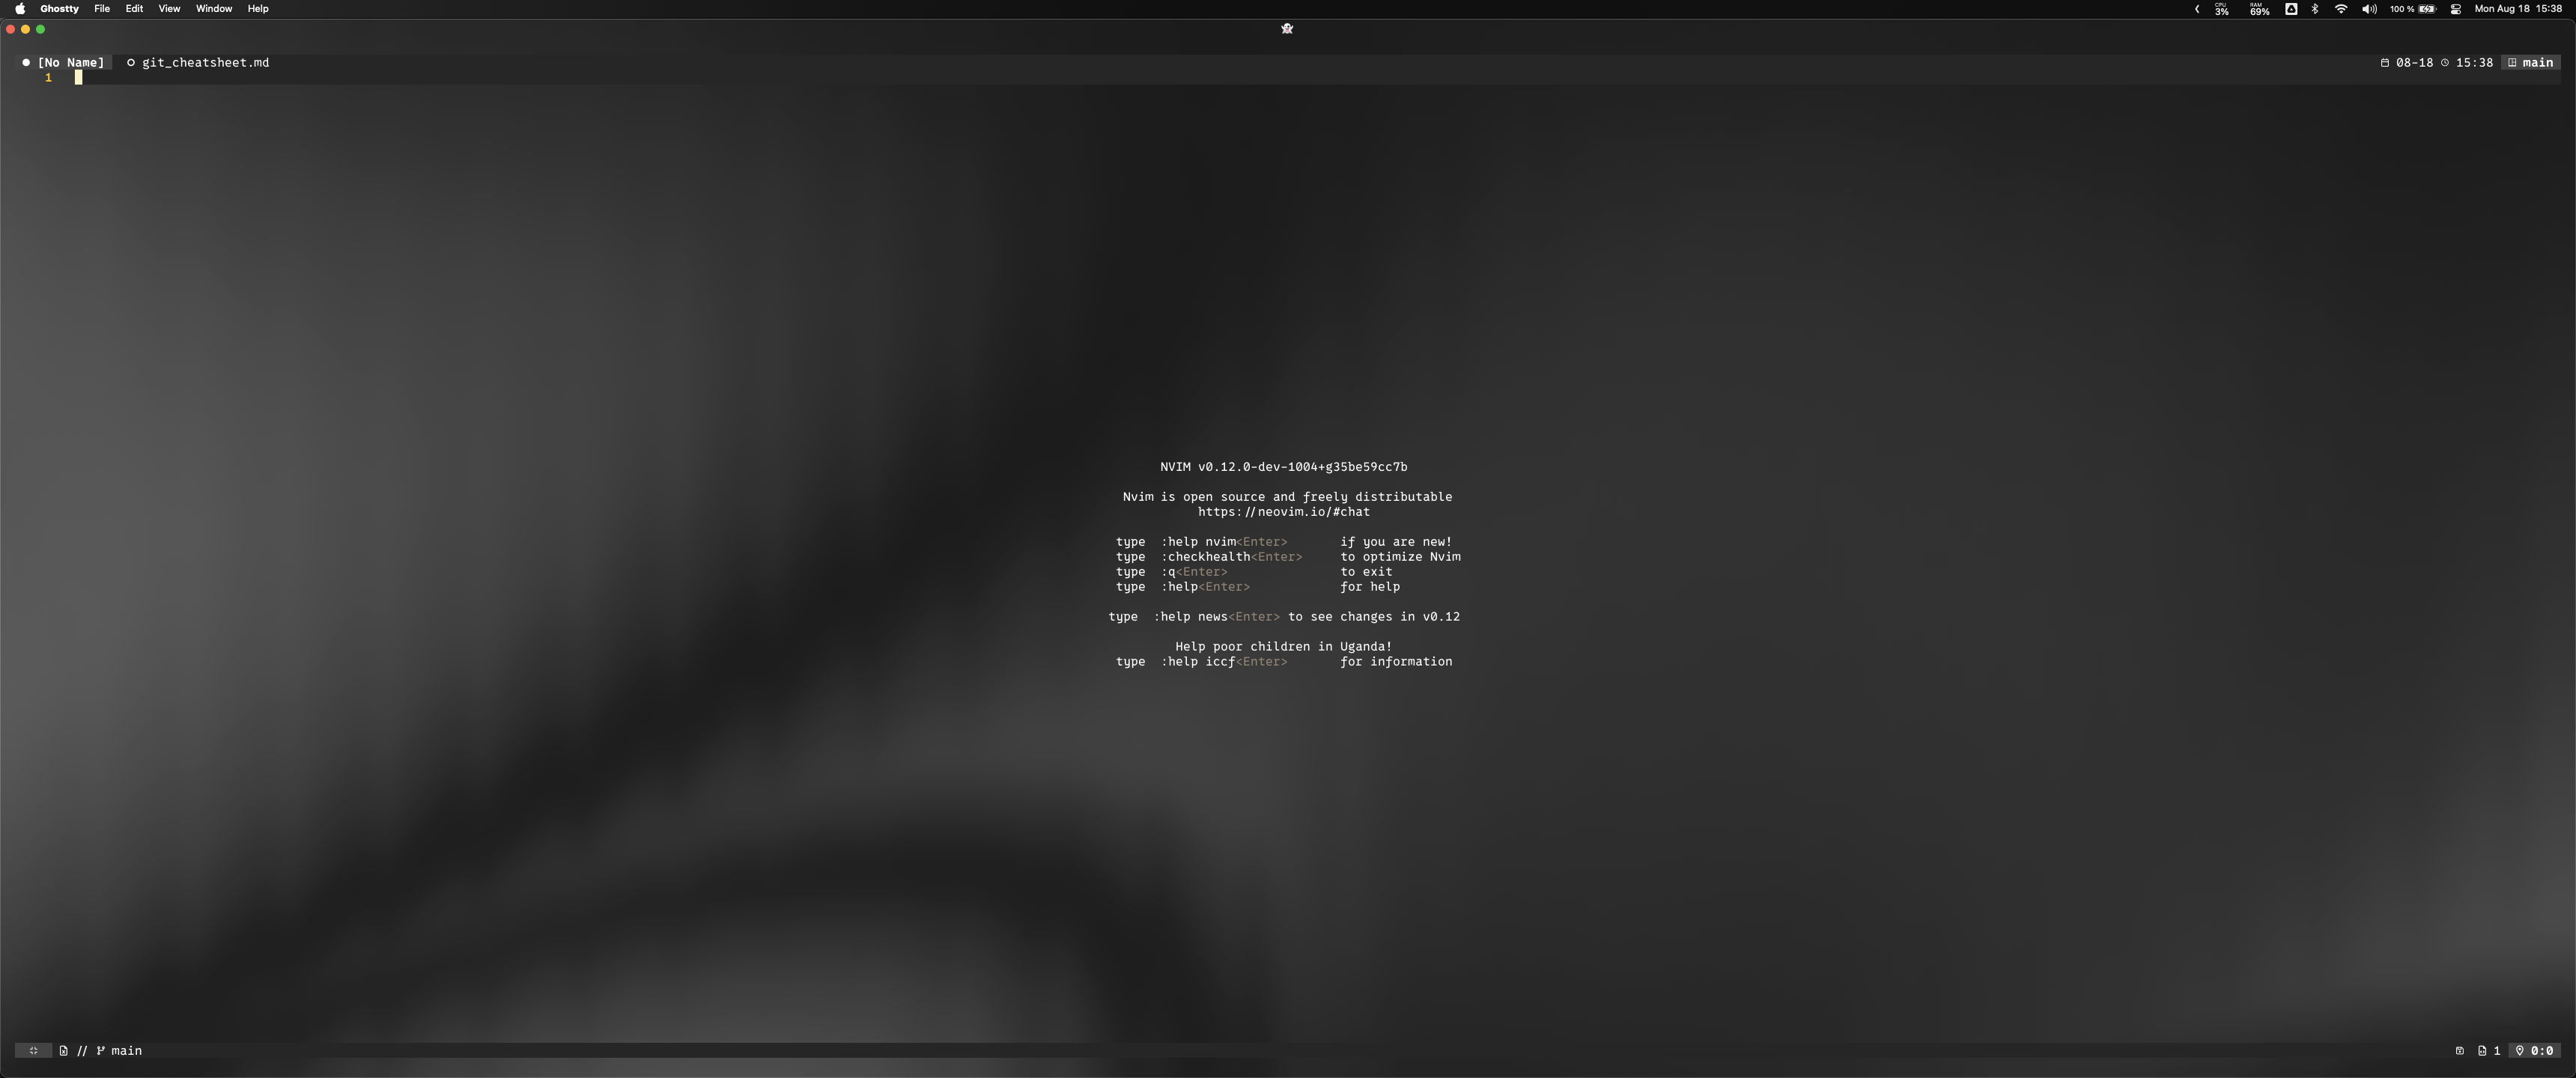 Ghostty File Edit View Window Help
CPU 3% RAM 69% 100 % Mon Aug 18 15:38
[No Name] git_cheatsheet.md 08-18 15:38 main
1
NVIM v0.12.0-dev-1004+g35be59cc7b
Nvim is open source and freely distributable
https://neovim.io/#chat
type :help nvim<Enter> if you are new!
type :checkhealth<Enter> to optimize Nvim
type :q<Enter> to exit
type :help<Enter> for help
type :help news<Enter> to see changes in v0.12
Help poor children in Uganda!
type :help iccf<Enter> for information
// main 1 0:0